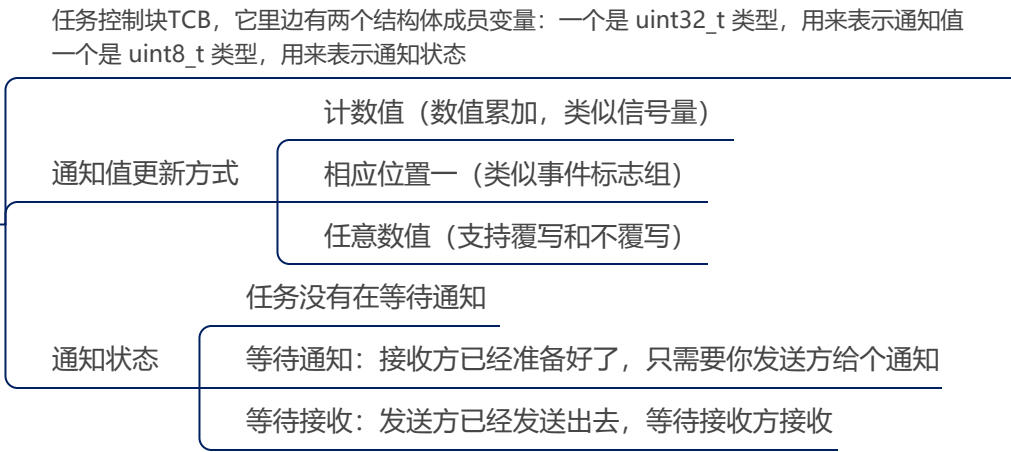 任务控制块TCB，它里边有两个结构体成员变量：一个是 uint32_t 类型，用来表示通知值
一个是 uint8_t 类型，用来表示通知状态
计数值（数值累加，类似信号量）
通知值更新方式
相应位置一（类似事件标志组）
任意数值（支持覆写和不覆写）
任务没有在等待通知
通知状态
等待通知：接收方已经准备好了，只需要你发送方给个通知
等待接收：发送方已经发送出去，等待接收方接收